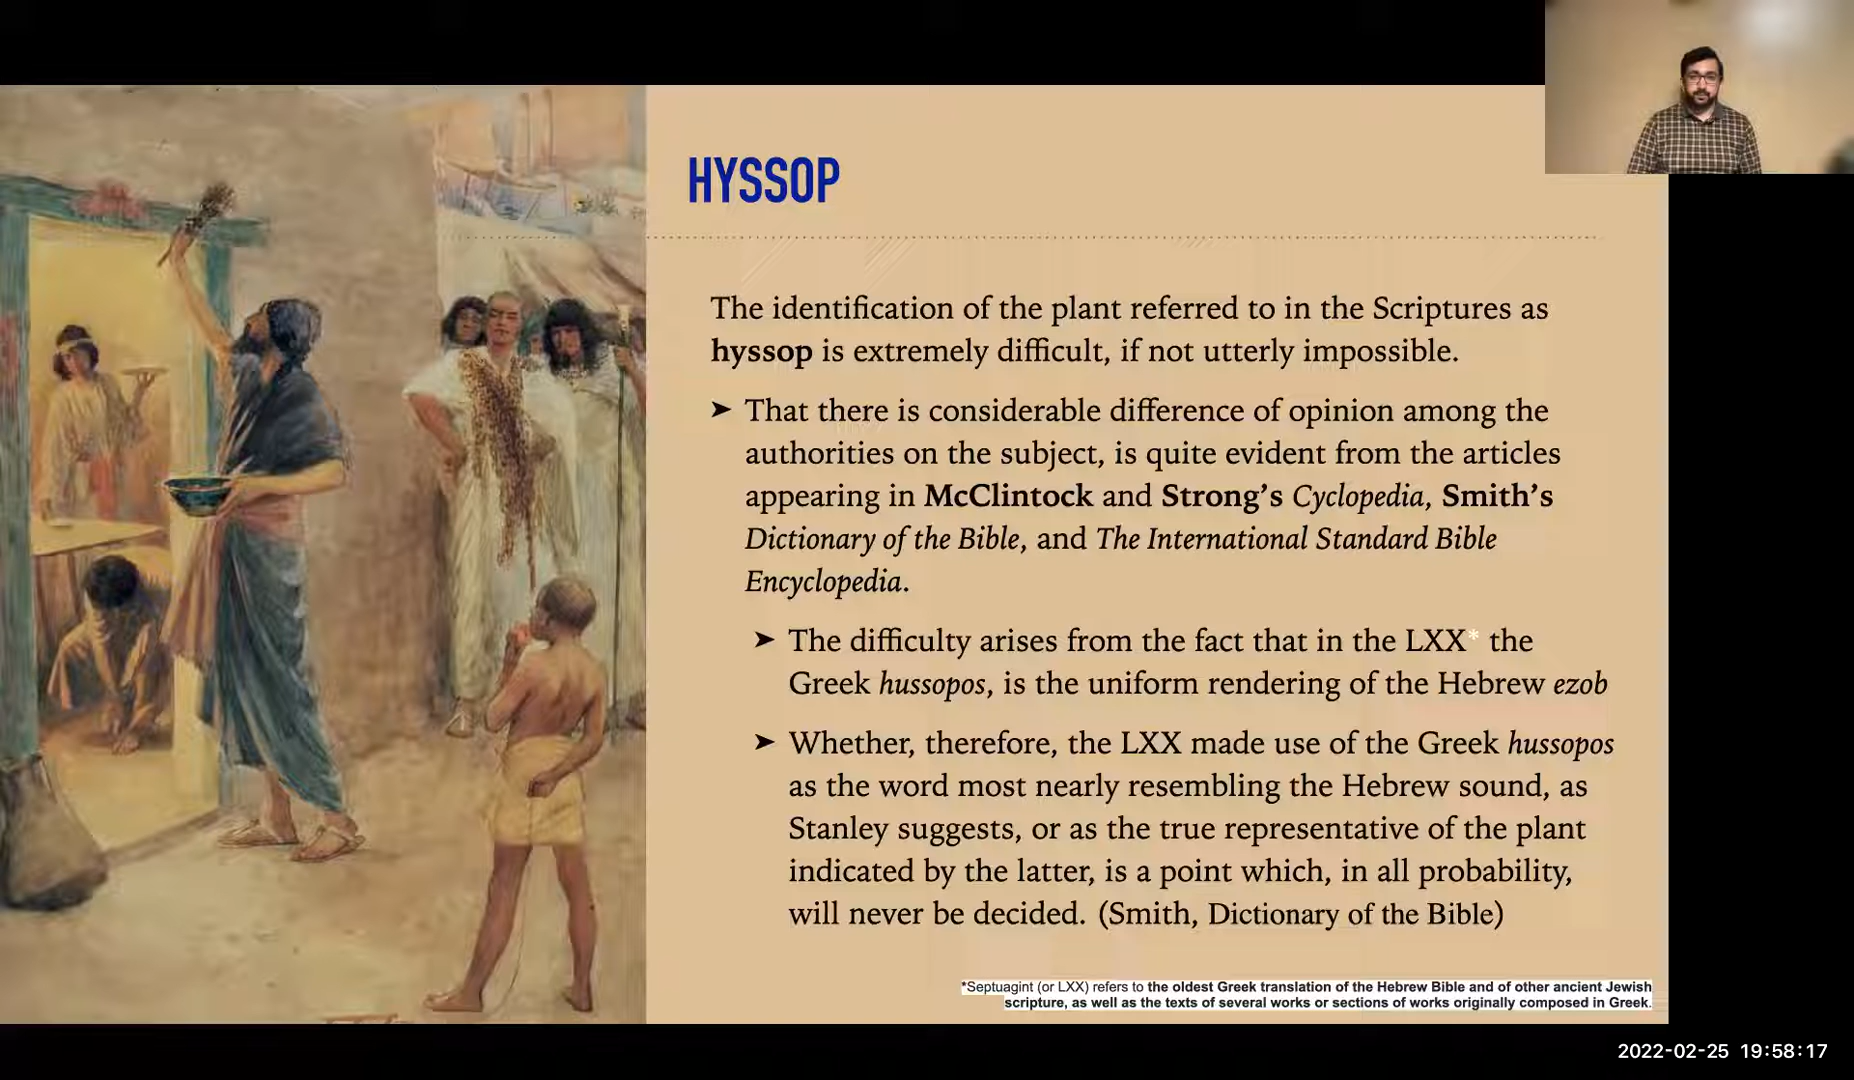 HYSSOP
The identification of the plant referred to in the Scriptures as
hyssop is extremely difficult, if not utterly impossible.
➤ That there is considerable difference of opinion among the
authorities on the subject, is quite evident from the articles
appearing in McClintock and Strong’s Cyclopedia, Smith’s
Dictionary of the Bible, and The International Standard Bible
Encyclopedia.
➤ The difficulty arises from the fact that in the LXX* the
Greek hussopos, is the uniform rendering of the Hebrew ezob
➤ Whether, therefore, the LXX made use of the Greek hussopos
as the word most nearly resembling the Hebrew sound, as
Stanley suggests, or as the true representative of the plant
indicated by the latter, is a point which, in all probability,
will never be decided. (Smith, Dictionary of the Bible)
*Septuagint (or LXX) refers to the oldest Greek translation of the Hebrew Bible and of other ancient Jewish
scripture, as well as the texts of several works or sections of works originally composed in Greek.
2022-02-25 19:58:17